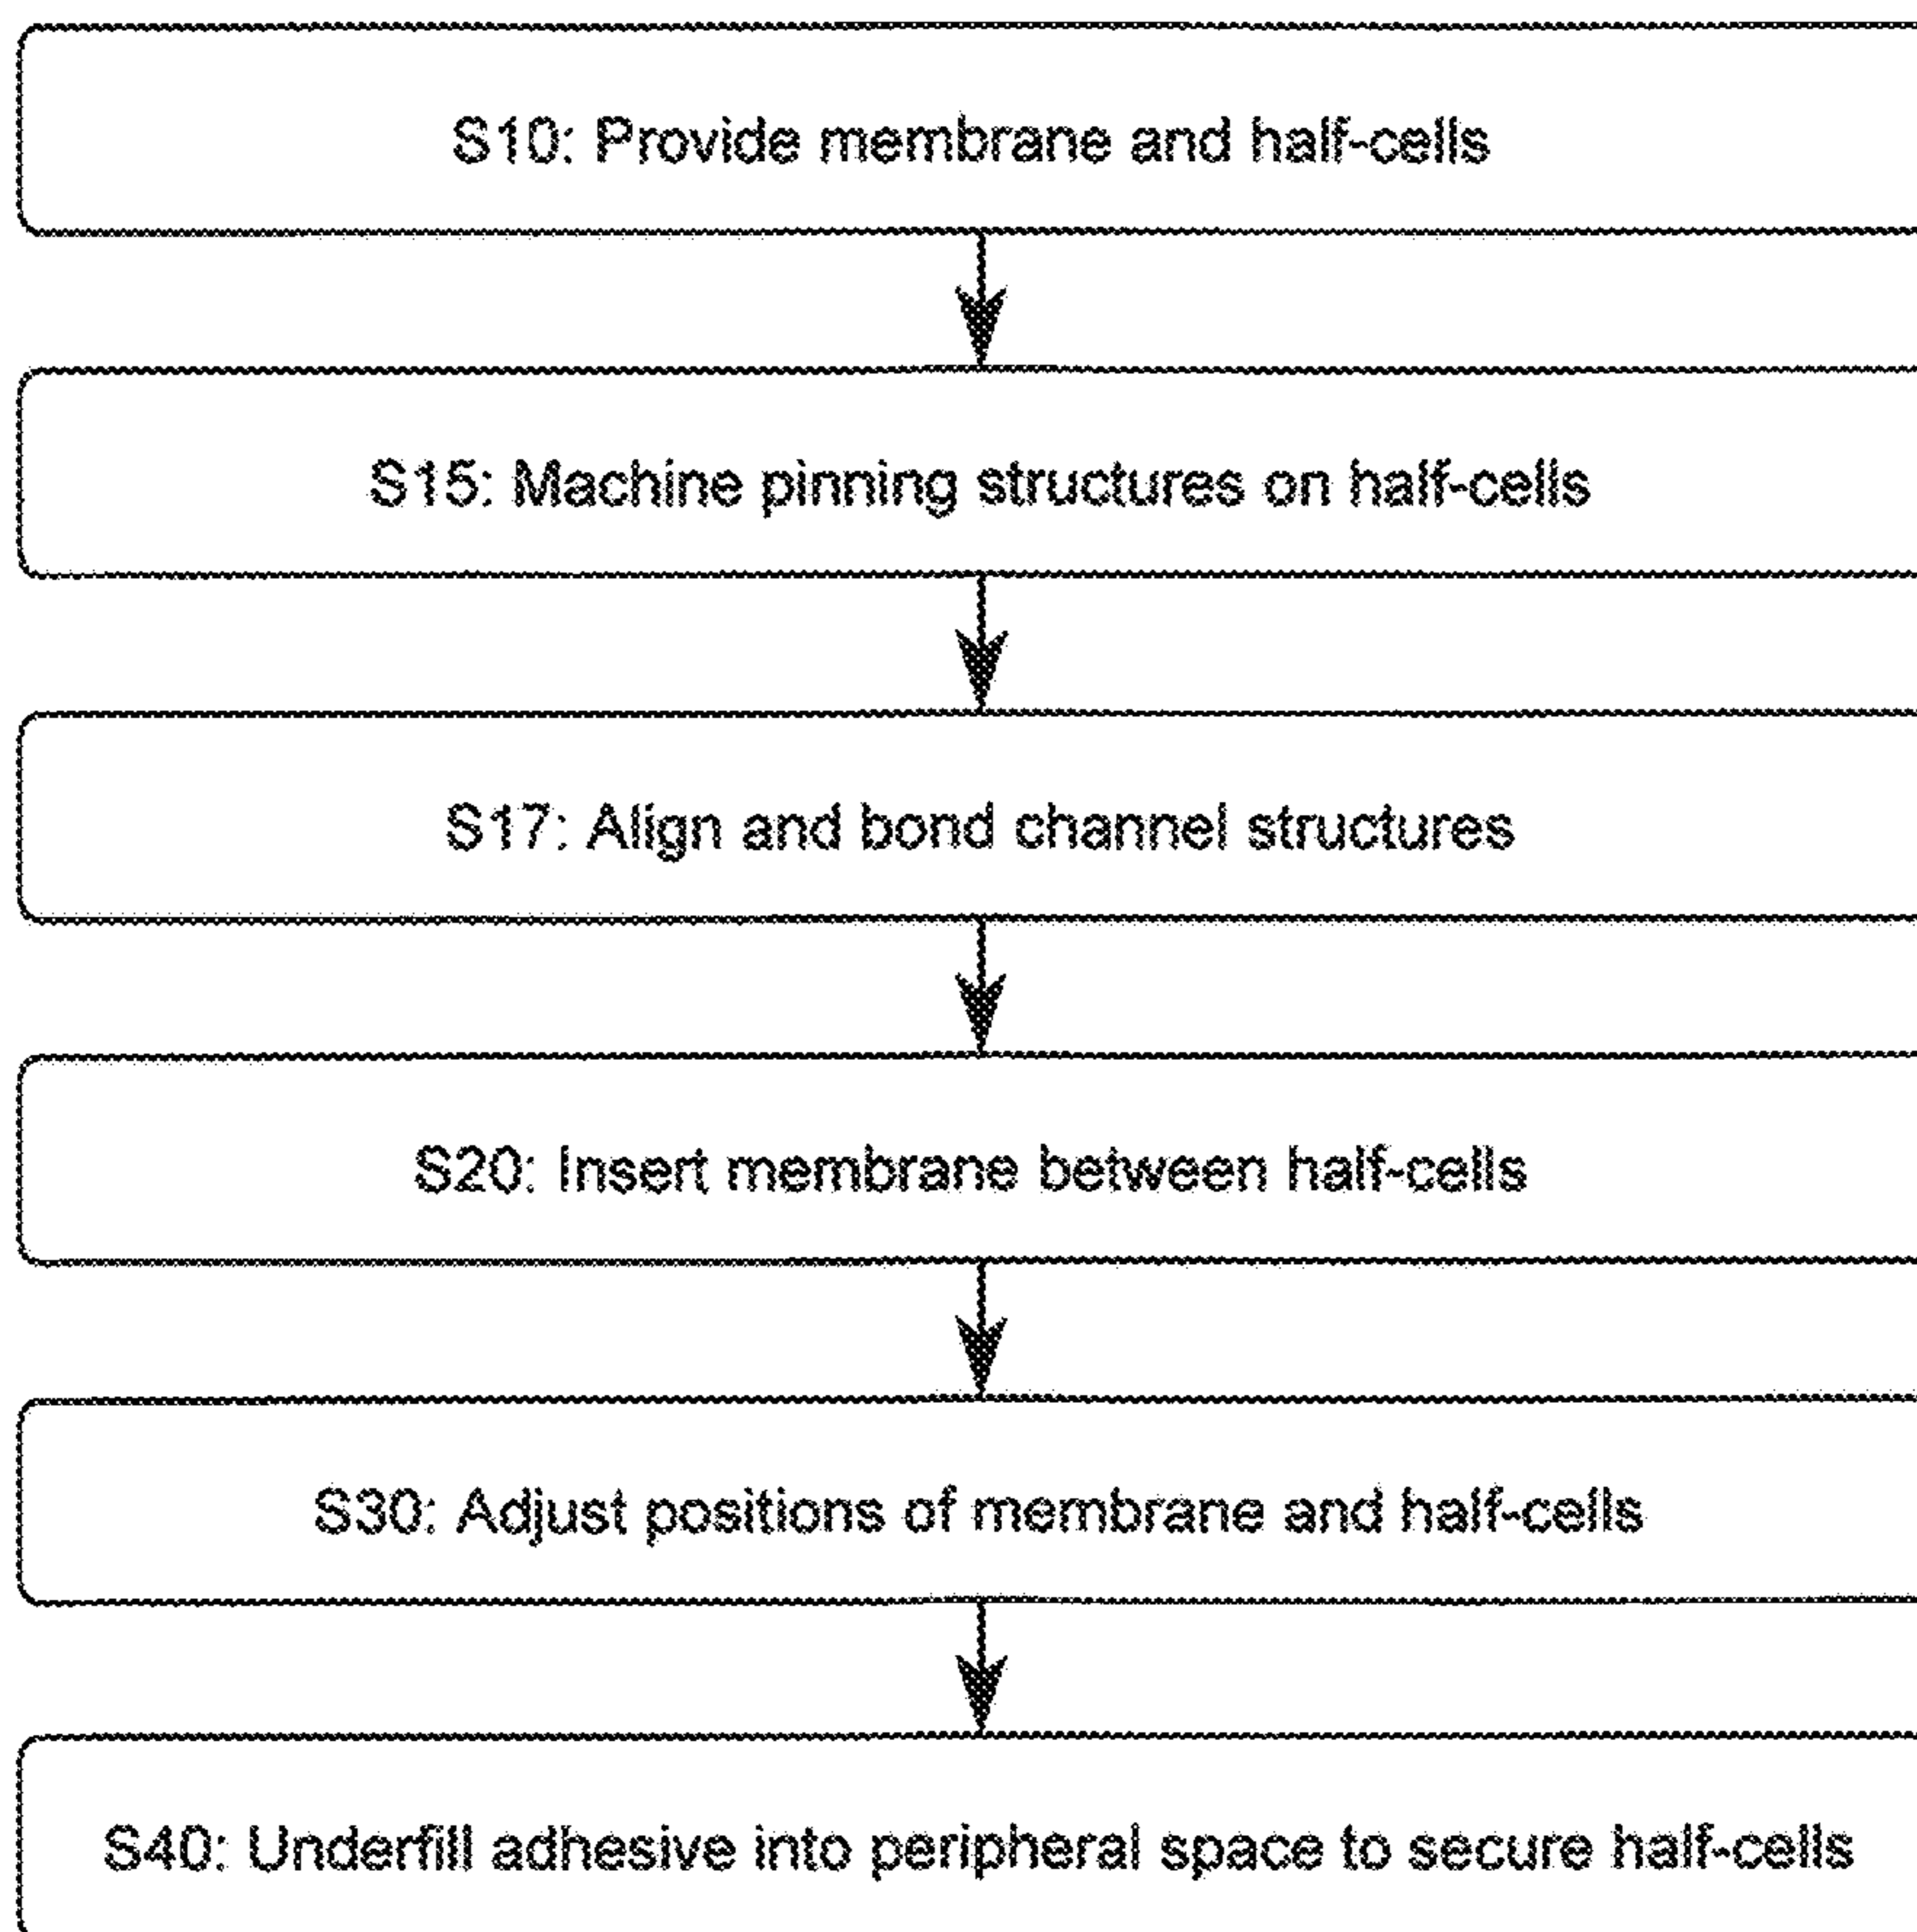 S10: Provide membrane and half-cells
S15: Machine pinning structures on half-cells
S17: Align and bond channel structures
S20: Insert membrane between half-cells
S30: Adjust positions of membrane and half-cells
S40: Underfill adhesive into peripheral space to secure half-cells